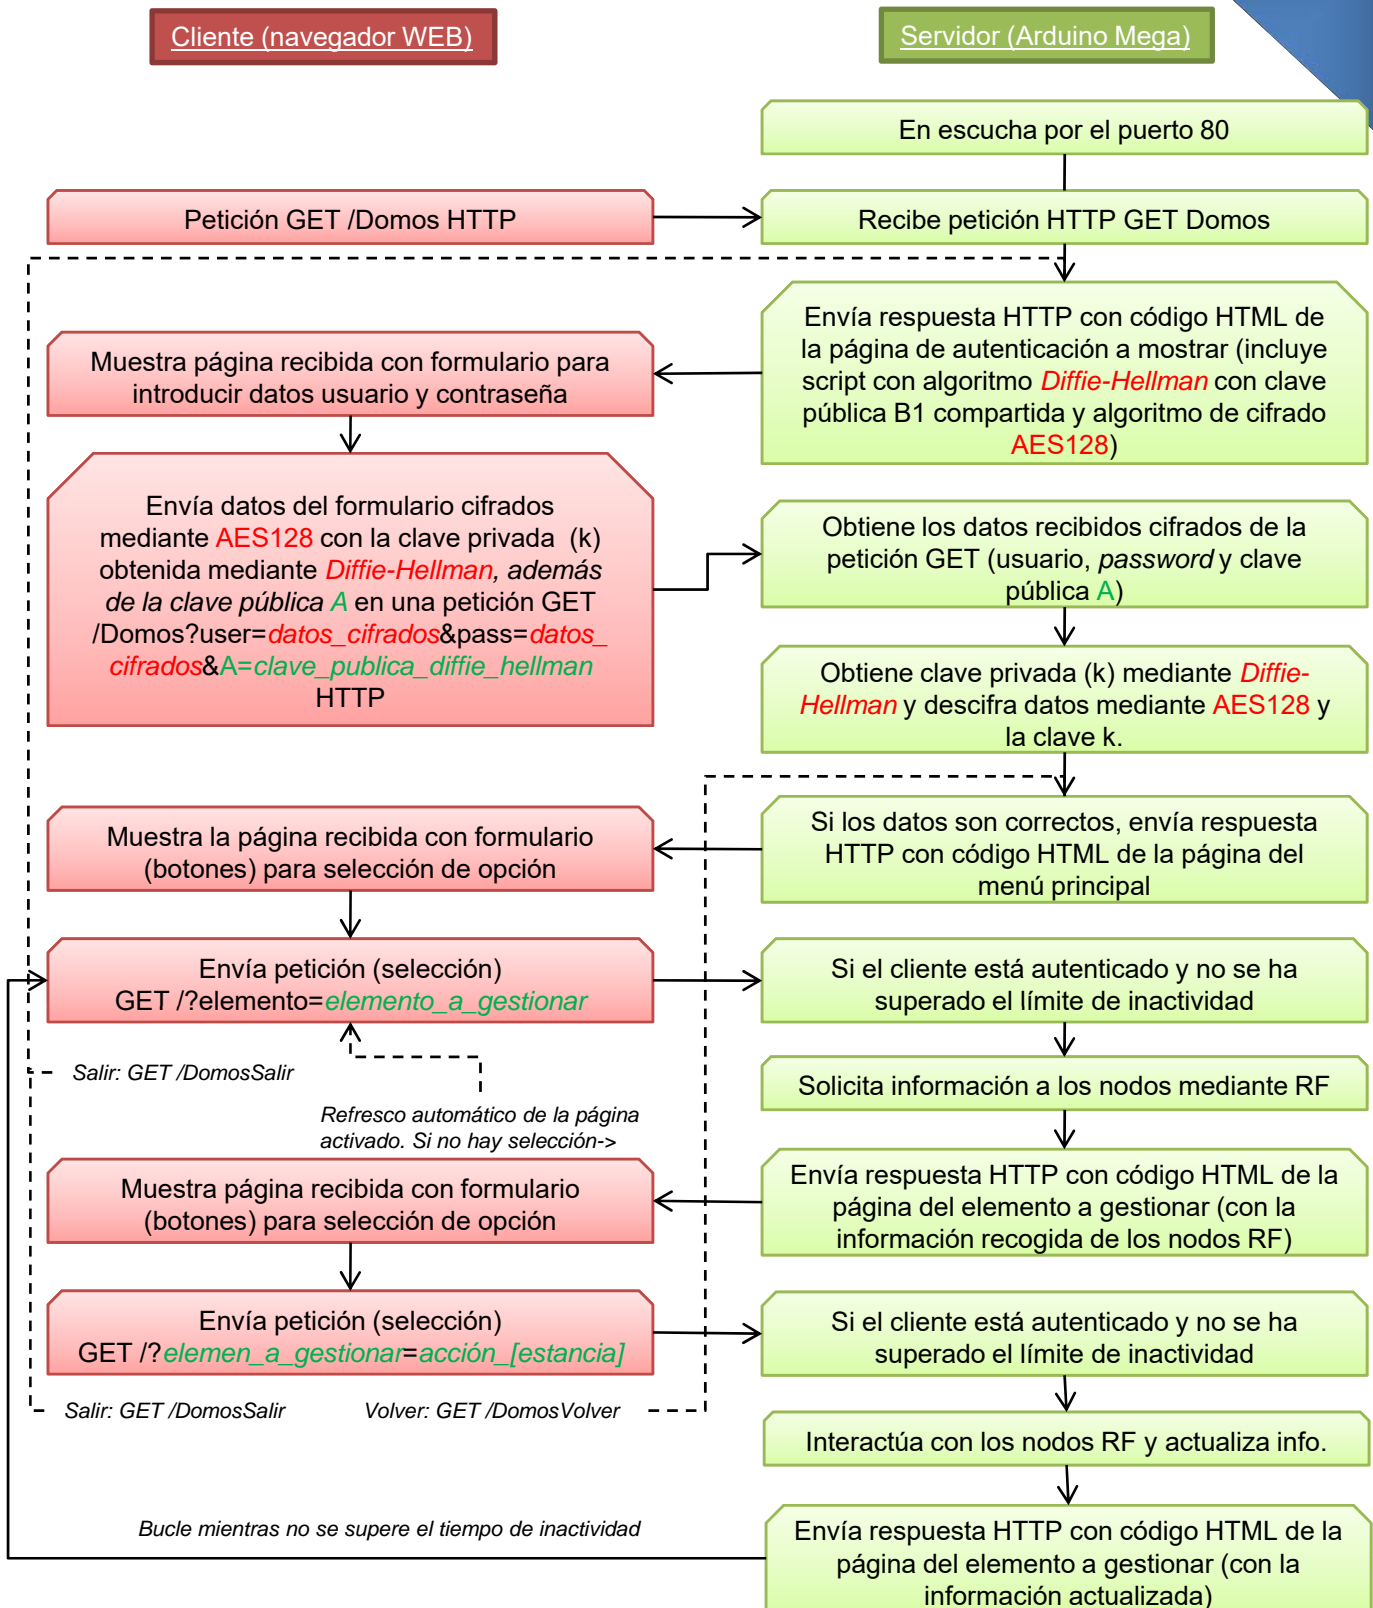 Cliente (navegador WEB)
Servidor (Arduino Mega)
En escucha por el puerto 80
Petición GET /Domos HTTP
Recibe petición HTTP GET Domos
Envía respuesta HTTP con código HTML de
la página de autenticación a mostrar (incluye
script con algoritmo Diffie-Hellman con clave
pública B1 compartida y algoritmo de cifrado
AES128)
Muestra página recibida con formulario para
introducir datos usuario y contraseña
Envía datos del formulario cifrados
mediante AES128 con la clave privada (k)
obtenida mediante Diffie-Hellman, además
de la clave pública A en una petición GET
/Domos?user=datos_cifrados&pass=datos_
cifrados&A=clave_publica_diffie_hellman
HTTP
Obtiene los datos recibidos cifrados de la
petición GET (usuario, password y clave
pública A)
Obtiene clave privada (k) mediante Diffie-
Hellman y descifra datos mediante AES128 y
la clave k.
Si los datos son correctos, envía respuesta
HTTP con código HTML de la página del
menú principal
Muestra la página recibida con formulario
(botones) para selección de opción
Envía petición (selección)
GET /?elemento=elemento_a_gestionar
Si el cliente está autenticado y no se ha
superado el límite de inactividad
Salir: GET /DomosSalir
Solicita información a los nodos mediante RF
Refresco automático de la página
activado. Si no hay selección->
Envía respuesta HTTP con código HTML de la
página del elemento a gestionar (con la
información recogida de los nodos RF)
Muestra página recibida con formulario
(botones) para selección de opción
Envía petición (selección)
GET /?elemen_a_gestionar=acción_[estancia]
Si el cliente está autenticado y no se ha
superado el límite de inactividad
Salir: GET /DomosSalir
Volver: GET /DomosVolver
Interactúa con los nodos RF y actualiza info.
Bucle mientras no se supere el tiempo de inactividad
Envía respuesta HTTP con código HTML de la
página del elemento a gestionar (con la
información actualizada)